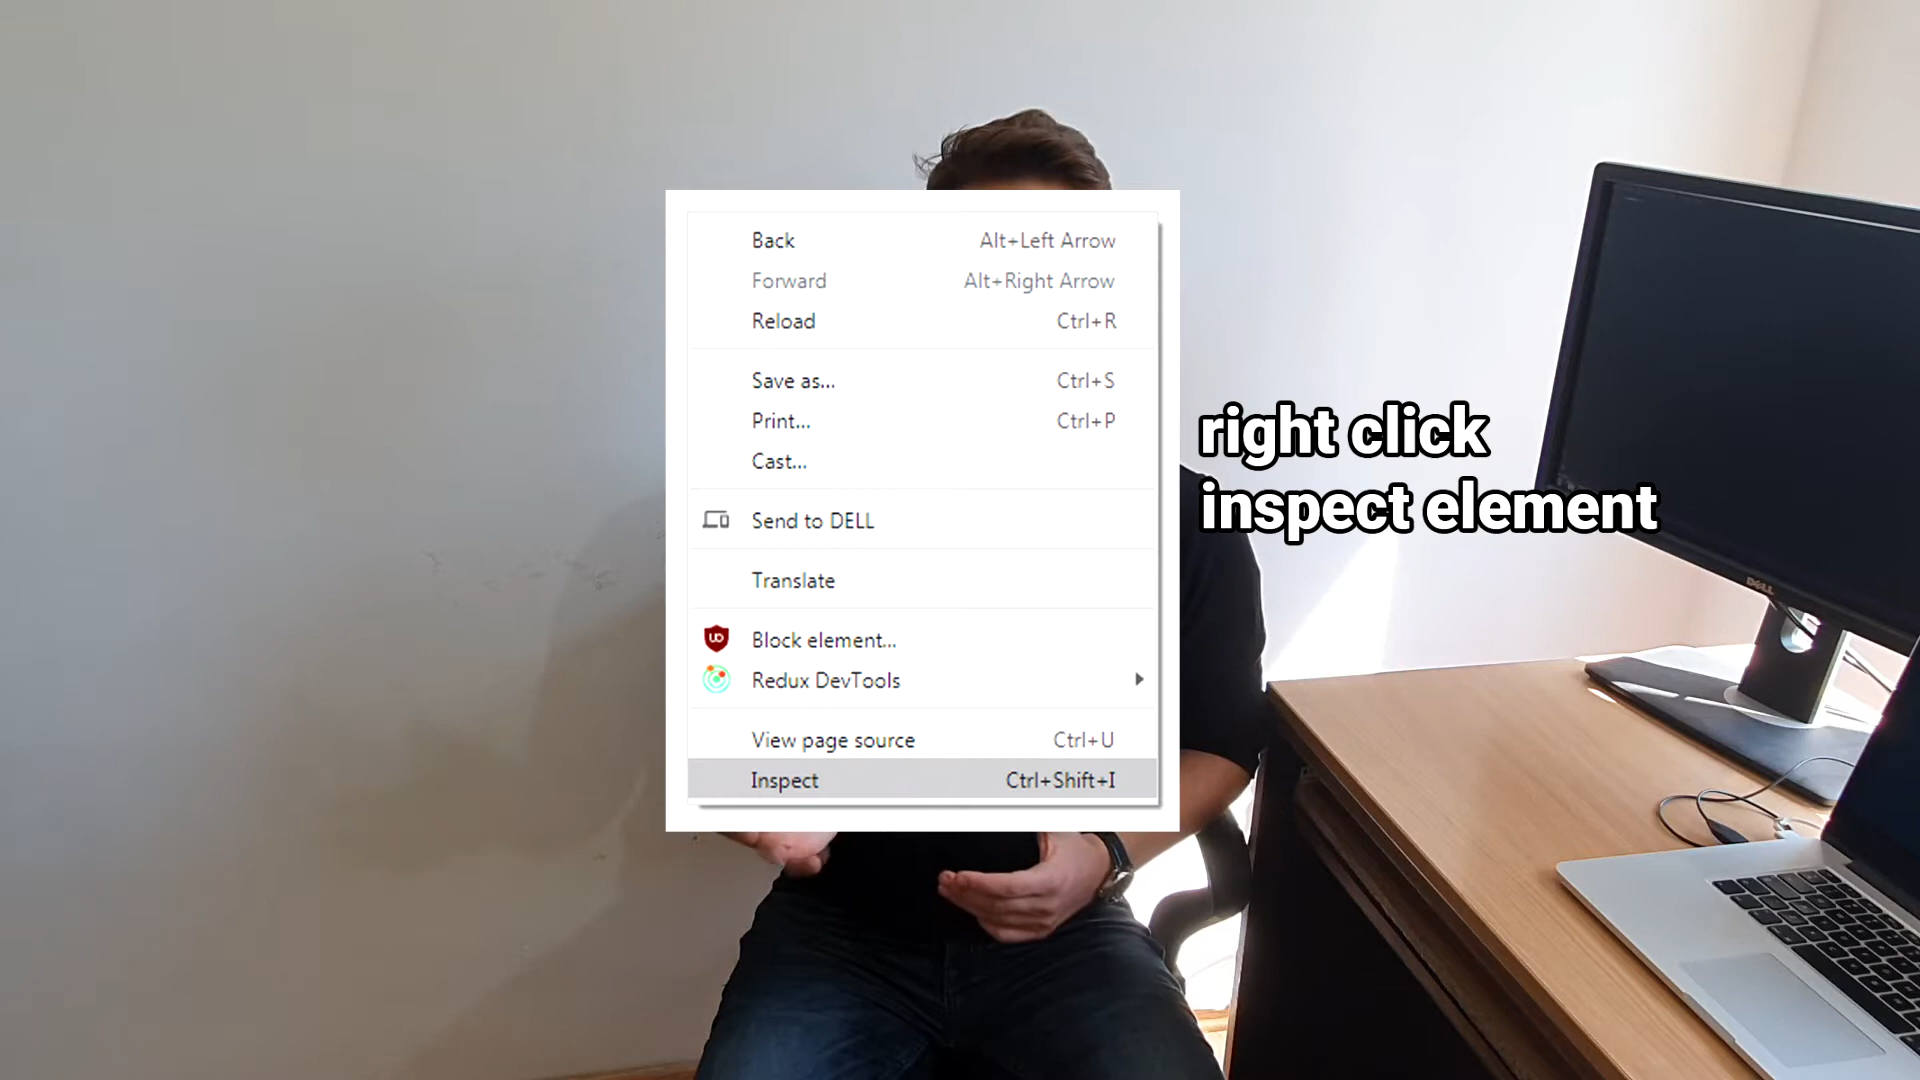 Back Alt+Left Arrow
Forward Alt+Right Arrow
Reload Ctrl+R
Save as... Ctrl+S
Print... Ctrl+P
Cast...
Send to DELL
Translate
Block element...
Redux DevTools
View page source Ctrl+U
Inspect Ctrl+Shift+I
right click
inspect element
DELL